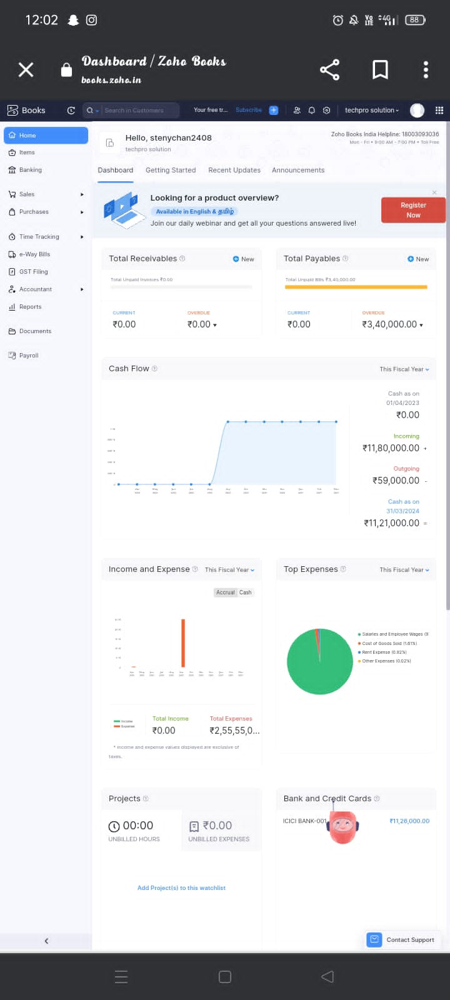 12:02
Vo LTE 4G 88
Dashboard / Zoho Books
books.zoho.in
Books
Search in Customers
Your free tr... Subscribe
techpro solution
Home
Items
Banking
Sales
Purchases
Time Tracking
e-Way Bills
GST Filing
Accountant
Reports
Documents
Payroll
Hello, stenychan2408
techpro solution
Zoho Books India Helpline: 18003093036
Mon - Fri • 9:00 AM - 7:00 PM • Toll Free
Dashboard Getting Started Recent Updates Announcements
Looking for a product overview?
Available in English & தமிழ்
Join our daily webinar and get all your questions answered live!
Register
Now
Total Receivables
New
Total Unpaid Invoices ₹0.00
CURRENT OVERDUE
₹0.00 ₹0.00
Total Payables
New
Total Unpaid Bills ₹3,40,000.00
CURRENT OVERDUE
₹0.00 ₹3,40,000.00
Cash Flow
This Fiscal Year
Cash as on
01/04/2023
₹0.00
Incoming
₹11,80,000.00 +
Outgoing
₹59,000.00 -
Cash as on
31/03/2024
₹11,21,000.00 =
Income and Expense
This Fiscal Year
Accrual Cash
Income
Expense
Total Income
₹0.00
Total Expenses
₹2,55,55,0...
* Income and expense values displayed are exclusive of
taxes.
Top Expenses
This Fiscal Year
Salaries and Employee Wages (9
Cost of Goods Sold (1.61%)
Rent Expense (0.92%)
Other Expenses (0.02%)
Projects
00:00
UNBILLED HOURS
₹0.00
UNBILLED EXPENSES
Add Project(s) to this watchlist
Bank and Credit Cards
ICICI BANK-001 ₹11,26,000.00
Contact Support